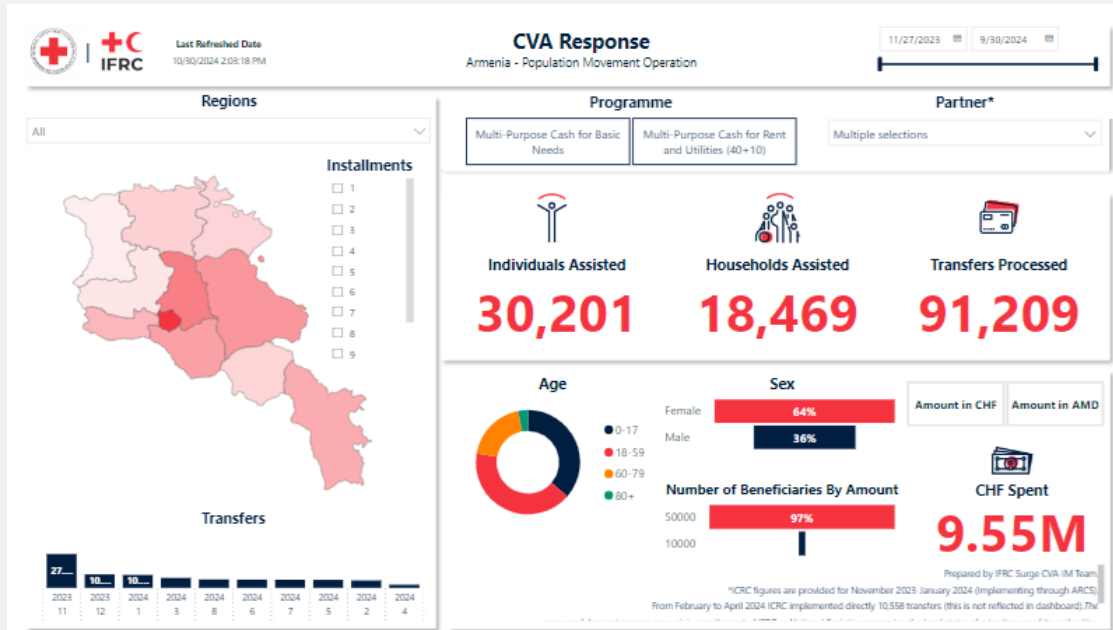 IFRC
Last Refreshed Date
10/30/2024 2:03:18 PM
CVA Response
Armenia - Population Movement Operation
11/27/2023
9/30/2024
Regions
All
Installments
1
2
3
4
5
6
7
8
9
Transfers
27....
10....
10....
2023 2023 2024 2024 2024 2024 2024 2024 2024 2024
11 12 1 3 8 6 7 5 2 4
Programme
Multi-Purpose Cash for Basic
Needs
Multi-Purpose Cash for Rent
and Utilities (40+10)
Partner*
Multiple selections
Individuals Assisted
30,201
Households Assisted
18,469
Transfers Processed
91,209
Age
0-17
18-59
60-79
80+
Sex
Female 64%
Male 36%
Number of Beneficiaries By Amount
50000 97%
10000
Amount in CHF
Amount in AMD
CHF Spent
9.55M
Prepared by IFRC Surge CVA IM Team.
*ICRC figures are provided for November 2023-January 2024 (Implementing through ARCS).
From February to April 2024 ICRC implemented directly 10,558 transfers (this is not reflected in dashboard).The